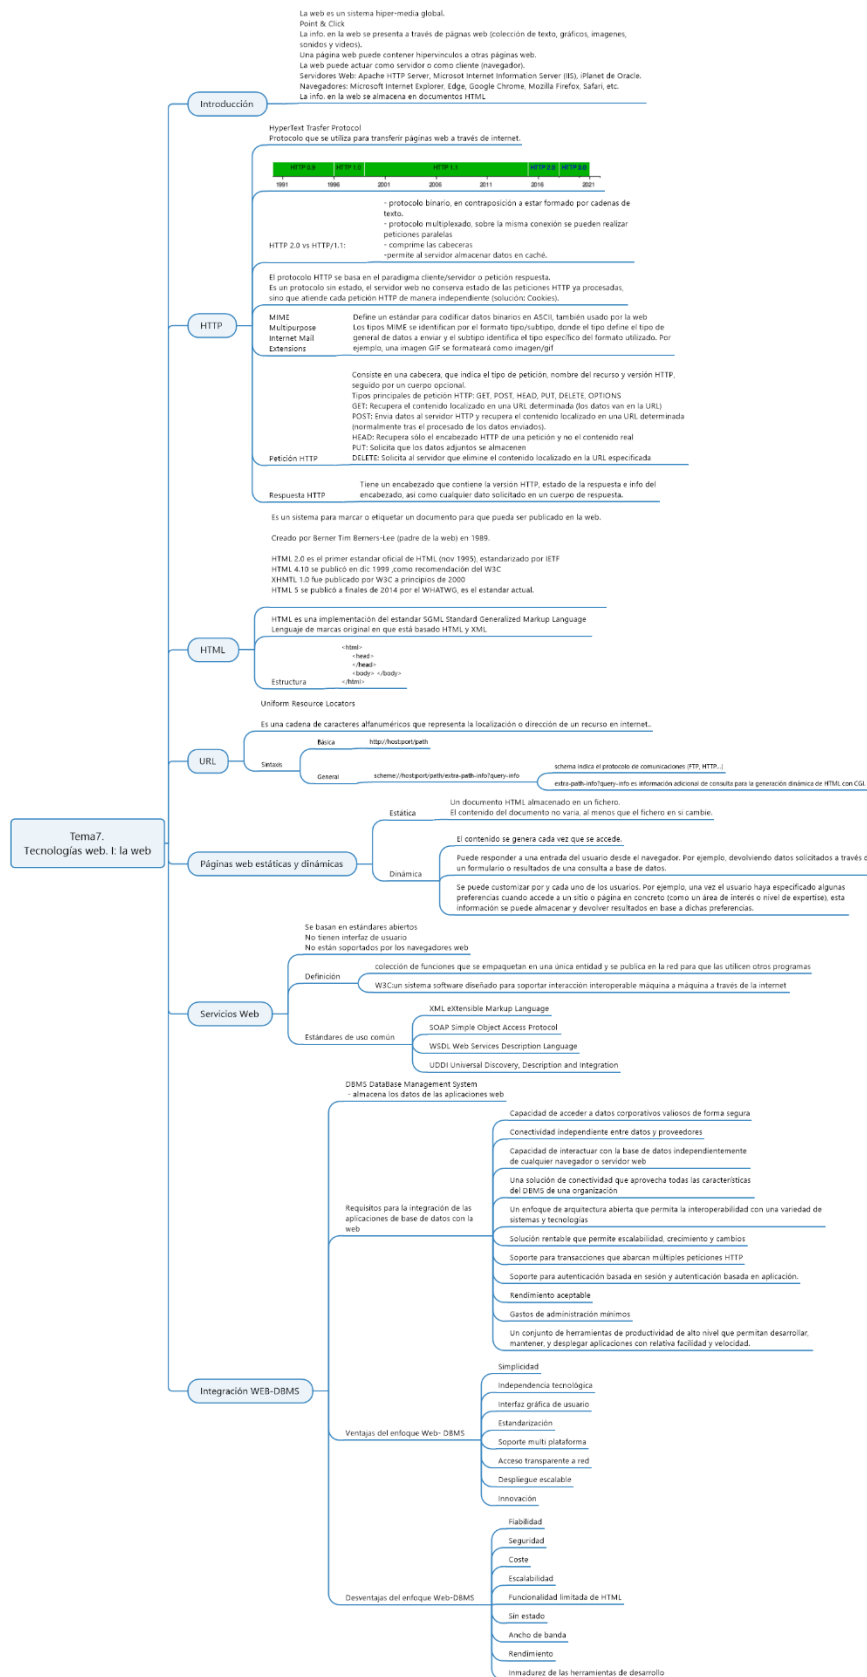 La web es un sistema hiper-media global.
Point & Click
La info. en la web se presenta a través de págnas web (colección de texto, gráficos, imagenes,
sonidos y videos).
Una página web puede contener hipervínculos a otras páginas web.
La web puede actuar como servidor o como cliente (navegador).
Servidores Web: Apache HTTP Server, Microsot Internet Information Server (IIS), iPlanet de Oracle.
Navegadores: Microsoft Internet Explorer, Edge, Google Chrome, Mozilla Firefox, Safari, etc.
La info. en la web se almacena en documentos HTML
Introducción
HyperText Trasfer Protocol
Protocolo que se utiliza para transferir páginas web a través de internet.
HTTP 0.9 HTTP 1.0 HTTP 1.1 HTTP 2.0 HTTP 3.0
1991 1996 2001 2006 2011 2016 2021
HTTP 2.0 vs HTTP/1.1:
- protocolo binario, en contraposición a estar formado por cadenas de
texto.
- protocolo multiplexado, sobre la misma conexión se pueden realizar
peticiones paralelas
- comprime las cabeceras
-permite al servidor almacenar datos en caché.
El protocolo HTTP se basa en el paradigma cliente/servidor o petición respuesta.
Es un protocolo sin estado, el servidor web no conserva estado de las peticiones HTTP ya procesadas,
sino que atiende cada petición HTTP de manera independiente (solución: Cookies).
HTTP
MIME
Multipurpose
Internet Mail
Extensions
Define un estándar para codificar datos binarios en ASCII, también usado por la web
Los tipos MIME se identifican por el formato tipo/subtipo, donde el tipo define el tipo de
general de datos a enviar y el subtipo identifica el tipo específico del formato utilizado. Por
ejemplo, una imagen GIF se formateará como imagen/gif
Consiste en una cabecera, que indica el tipo de petición, nombre del recurso y versión HTTP,
seguido por un cuerpo opcional.
Tipos principales de petición HTTP: GET, POST, HEAD, PUT, DELETE, OPTIONS
GET: Recupera el contenido localizado en una URL determinada (los datos van en la URL)
POST: Envia datos al servidor HTTP y recupera el contenido localizado en una URL determinada
(normalmente tras el procesado de los datos enviados).
HEAD: Recupera sólo el encabezado HTTP de una petición y no el contenido real
PUT: Solicita que los datos adjuntos se almacenen
DELETE: Solicita al servidor que elimine el contenido localizado en la URL especificada
Petición HTTP
Respuesta HTTP
Tiene un encabezado que contiene la versión HTTP, estado de la respuesta e info del
encabezado, asi como cualquier dato solicitado en un cuerpo de respuesta.
Es un sistema para marcar o etiquetar un documento para que pueda ser publicado en la web.
Creado por Berner Tim Berners-Lee (padre de la web) en 1989.
HTML 2.0 es el primer estandar oficial de HTML (nov 1995), estandarizado por IETF
HTML 4.10 se publicó en dic 1999 ,como recomendación del W3C
XHMTL 1.0 fue publicado por W3C a principios de 2000
HTML 5 se publicó a finales de 2014 por el WHATWG, es el estandar actual.
HTML es una implementación del estandar SGML Standard Generalized Markup Language
Lenguaje de marcas original en que está basado HTML y XML
HTML
Estructura
<html>
<head>
</head>
<body> </body>
</html>
Uniform Resource Locators
Es una cadena de caracteres alfanuméricos que representa la localización o dirección de un recurso en internet..
URL
Sintaxis
Básica
http://host:port/path
General
scheme://host:port/path/extra-path-info?query-info
schema indica el protocolo de comunicaciones (FTP, HTTP...)
extra-path-info?query-info es información adicional de consulta para la generación dinámica de HTML con CGI.
Tema7.
Tecnologías web. I: la web
Páginas web estáticas y dinámicas
Estática
Un documento HTML almacenado en un fichero.
El contenido del documento no varia, al menos que el fichero en si cambie.
Dinámica
El contenido se genera cada vez que se accede.
Puede responder a una entrada del usuario desde el navegador. Por ejemplo, devolviendo datos solicitados a través
un formulario o resultados de una consulta a base de datos.
Se puede customizar por y cada uno de los usuarios. Por ejemplo, una vez el usuario haya especificado algunas
preferencias cuando accede a un sitio o página en concreto (como un área de interés o nivel de expertise), esta
información se puede almacenar y devolver resultados en base a dichas preferencias.
Servicios Web
Se basan en estándares abiertos
No tienen interfaz de usuario
No están soportados por los navegadores web
Definición
colección de funciones que se empaquetan en una única entidad y se publica en la red para que las utilicen otros programas
W3C:un sistema software diseñado para soportar interacción interoperable máquina a máquina a través de la internet
Estándares de uso común
XML eXtensible Markup Language
SOAP Simple Object Access Protocol
WSDL Web Services Description Language
UDDI Universal Discovery, Description and Integration
Integración WEB-DBMS
DBMS DataBase Management System
- almacena los datos de las aplicaciones web
Requisitos para la integración de las
aplicaciones de base de datos con la
web
Capacidad de acceder a datos corporativos valiosos de forma segura
Conectividad independiente entre datos y proveedores
Capacidad de interactuar con la base de datos independientemente
de cualquier navegador o servidor web
Una solución de conectividad que aprovecha todas las características
del DBMS de una organización
Un enfoque de arquitectura abierta que permita la interoperabilidad con una variedad de
sistemas y tecnologías
Solución rentable que permite escalabilidad, crecimiento y cambios
Soporte para transacciones que abarcan múltiples peticiones HTTP
Soporte para autenticación basada en sesión y autenticación basada en aplicación.
Rendimiento aceptable
Gastos de administración mínimos
Un conjunto de herramientas de productividad de alto nivel que permitan desarrollar,
mantener, y desplegar aplicaciones con relativa facilidad y velocidad.
Ventajas del enfoque Web- DBMS
Simplicidad
Independencia tecnológica
Interfaz gráfica de usuario
Estandarización
Soporte multi plataforma
Acceso transparente a red
Despliegue escalable
Innovación
Desventajas del enfoque Web-DBMS
Fiabilidad
Seguridad
Coste
Escalabilidad
Funcionalidad limitada de HTML
Sin estado
Ancho de banda
Rendimiento
Inmadurez de las herramientas de desarrollo